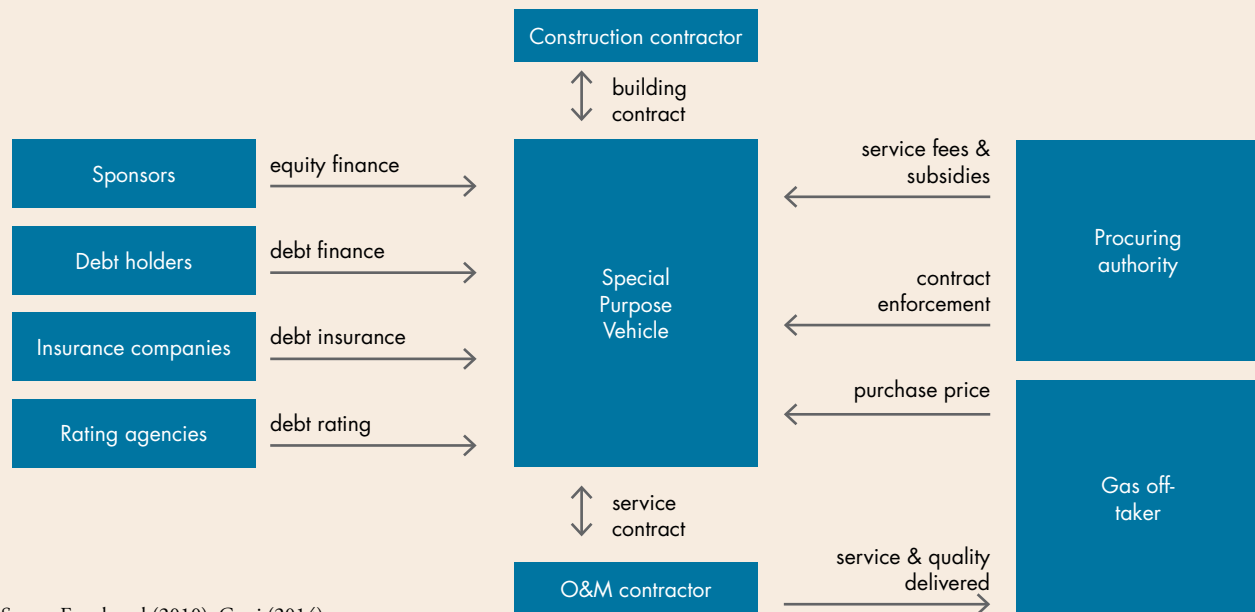 Construction contractor
building
contract
Sponsors
equity finance
Debt holders
debt finance
Insurance companies
debt insurance
Rating agencies
debt rating
Special
Purpose
Vehicle
service fees &
subsidies
contract
enforcement
purchase price
Procuring
authority
Gas off-
taker
service
contract
O&M contractor
service & quality
delivered
(2010)